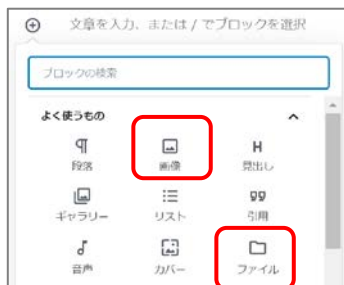 文章を入力、または / でブロックを選択
ブロックの検索
よく使うもの
段落 画像 見出し
ギャラリー リスト 引用
音声 カバー ファイル